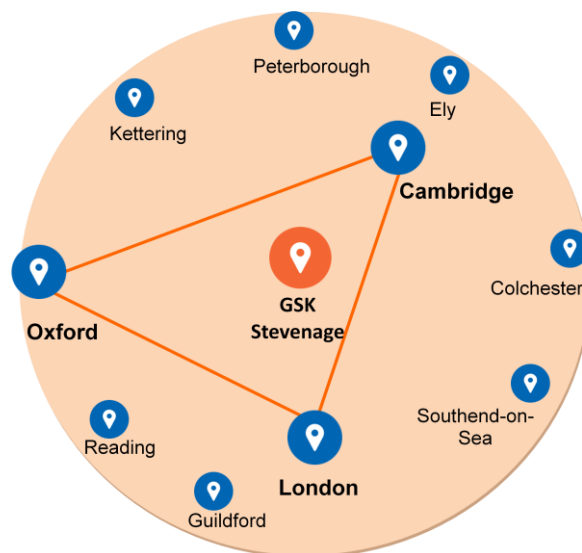 Peterborough
Ely
Kettering
Cambridge
Colchester
GSK
Stevenage
Oxford
Southend-on-
Sea
Reading
London
Guildford